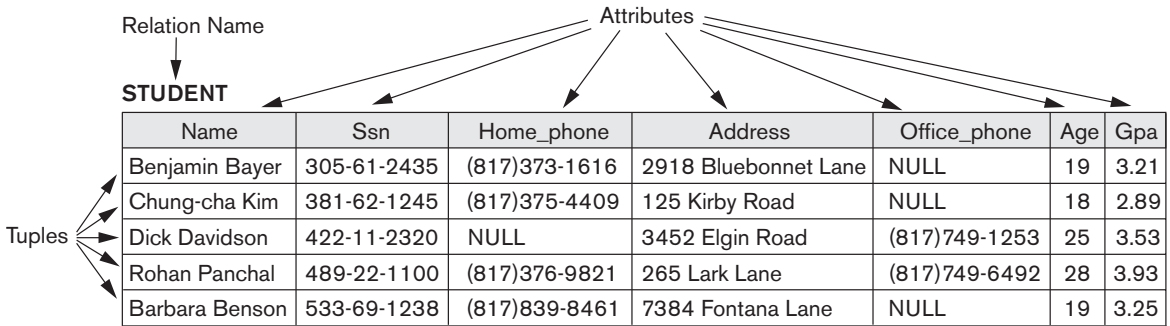 Attributes
Relation Name
STUDENT
Name Ssn Home_phone Address Office_phone Age Gpa
Benjamin Bayer 305-61-2435 (817)373-1616 2918 Bluebonnet Lane NULL 19 3.21
Chung-cha Kim 381-62-1245 (817)375-4409 125 Kirby Road NULL 18 2.89
Tuples Dick Davidson 422-11-2320 NULL 3452 Elgin Road (817)749-1253 25 3.53
Rohan Panchal 489-22-1100 (817)376-9821 265 Lark Lane (817)749-6492 28 3.93
Barbara Benson 533-69-1238 (817)839-8461 7384 Fontana Lane NULL 19 3.25